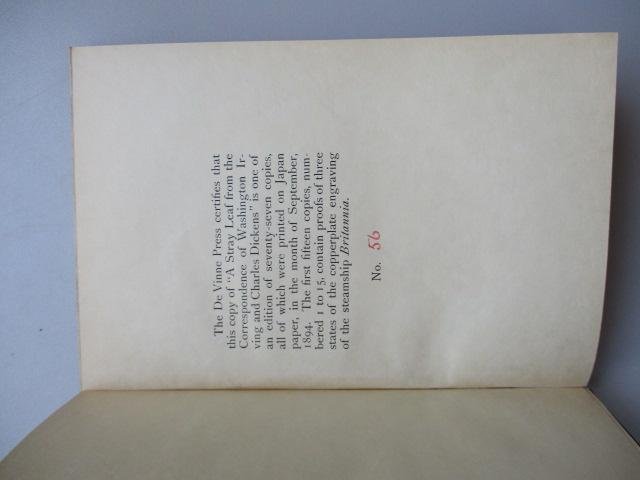 The De Vinne Press certifies that
this copy of "A Stray Leaf from the
Correspondence of Washington Ir-
ving and Charles Dickens" is one of
an edition of seventy-seven copies,
all of which were printed on Japan
paper, in the month of September,
1894. The first fifteen copies, num-
bered 1 to 15, contain proofs of three
states of the copperplate engraving
of the steamship Britannia.
No. 56